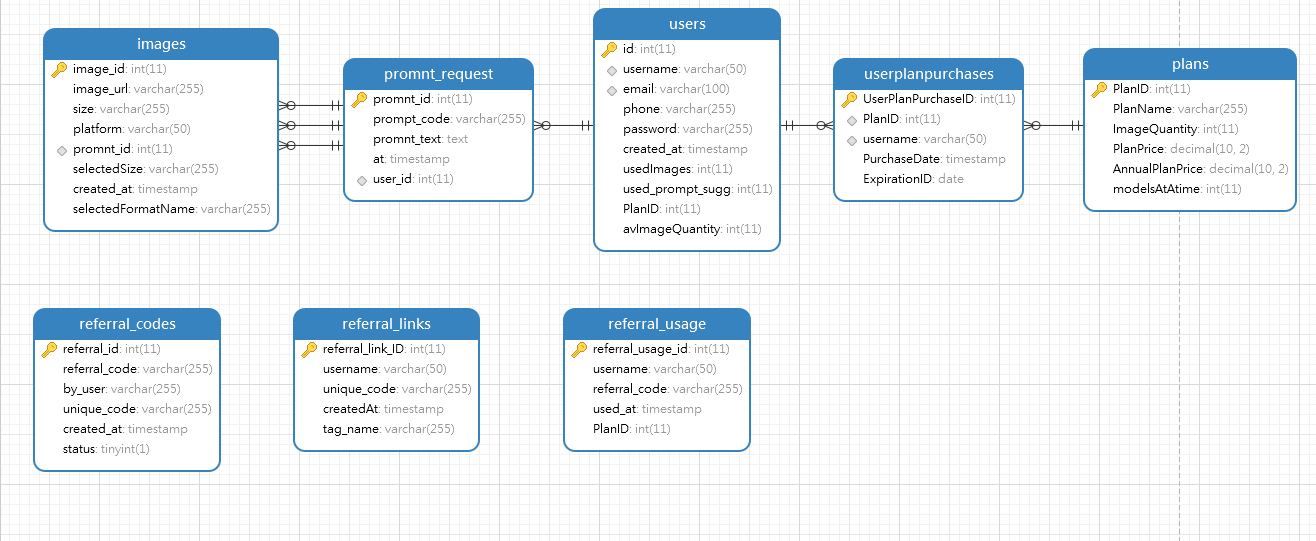 images
image_id: int(11)
image_url: varchar(255)
size: varchar(255)
platform: varchar(50)
promnt_id: int(11)
selectedSize: varchar(255)
created_at: timestamp
selectedFormatName: varchar(255)
promnt_request
promnt_id: int(11)
prompt_code: varchar(255)
promnt_text: text
at: timestamp
user_id: int(11)
users
id: int(11)
username: varchar(50)
email: varchar(100)
phone: varchar(255)
password: varchar(255)
created_at: timestamp
usedImages: int(11)
used_prompt_sugg: int(11)
PlanID: int(11)
avImageQuantity: int(11)
userplanpurchases
UserPlanPurchaseID: int(11)
PlanID: int(11)
username: varchar(50)
PurchaseDate: timestamp
ExpirationID: date
plans
PlanID: int(11)
PlanName: varchar(255)
ImageQuantity: int(11)
PlanPrice: decimal(10, 2)
AnnualPlanPrice: decimal(10, 2)
modelsAtAtime: int(11)
referral_codes
referral_id: int(11)
referral_code: varchar(255)
by_user: varchar(255)
unique_code: varchar(255)
created_at: timestamp
status: tinyint(1)
referral_links
referral_link_ID: int(11)
username: varchar(50)
unique_code: varchar(255)
createdAt: timestamp
tag_name: varchar(255)
referral_usage
referral_usage_id: int(11)
username: varchar(50)
referral_code: varchar(255)
used_at: timestamp
PlanID: int(11)